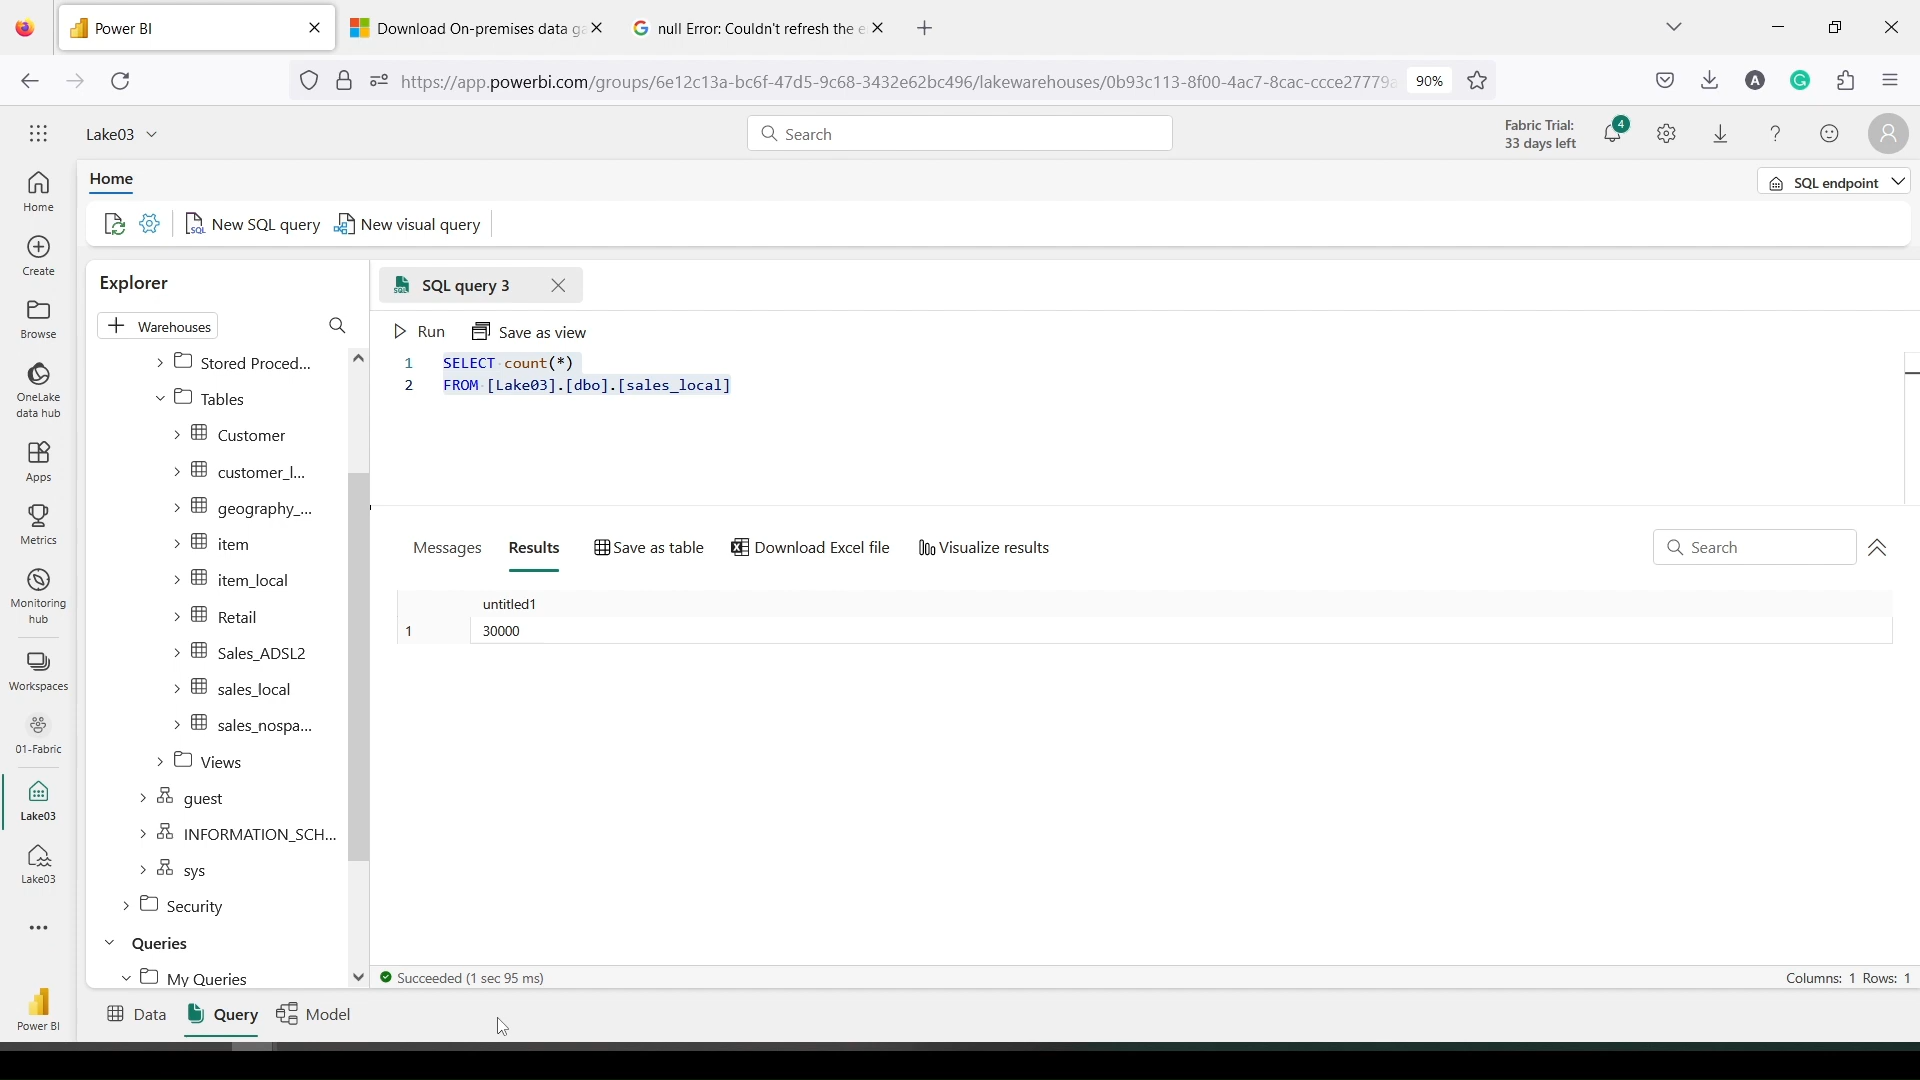 Power BI
Download On-premises data ga
null Error: Couldn't refresh the e
https://app.powerbi.com/groups/6e12c13a-bc6f-47d5-9c68-3432e62bc496/lakewarehouses/0b93c113-8f00-4ac7-8cac-ccce27779a
90%
A
Lake03
Search
Fabric Trial:
33 days left
4
Home
SQL endpoint
New SQL query
New visual query
Home
Create
Browse
OneLake
data hub
Apps
Metrics
Monitoring
hub
Workspaces
01-Fabric
Lake03
Lake03
Power BI
Explorer
Warehouses
Stored Proced...
Tables
Customer
customer_l...
geography_...
item
item_local
Retail
Sales_ADSL2
sales_local
sales_nospa...
Views
guest
INFORMATION_SCH...
sys
Security
Queries
My Queries
SQL query 3
Run
Save as view
1 SELECT count(*)
2 FROM [Lake03].[dbo].[sales_local]
Messages
Results
Save as table
Download Excel file
Visualize results
Search
untitled1
1 30000
Succeeded (1 sec 95 ms)
Columns: 1 Rows: 1
Data
Query
Model